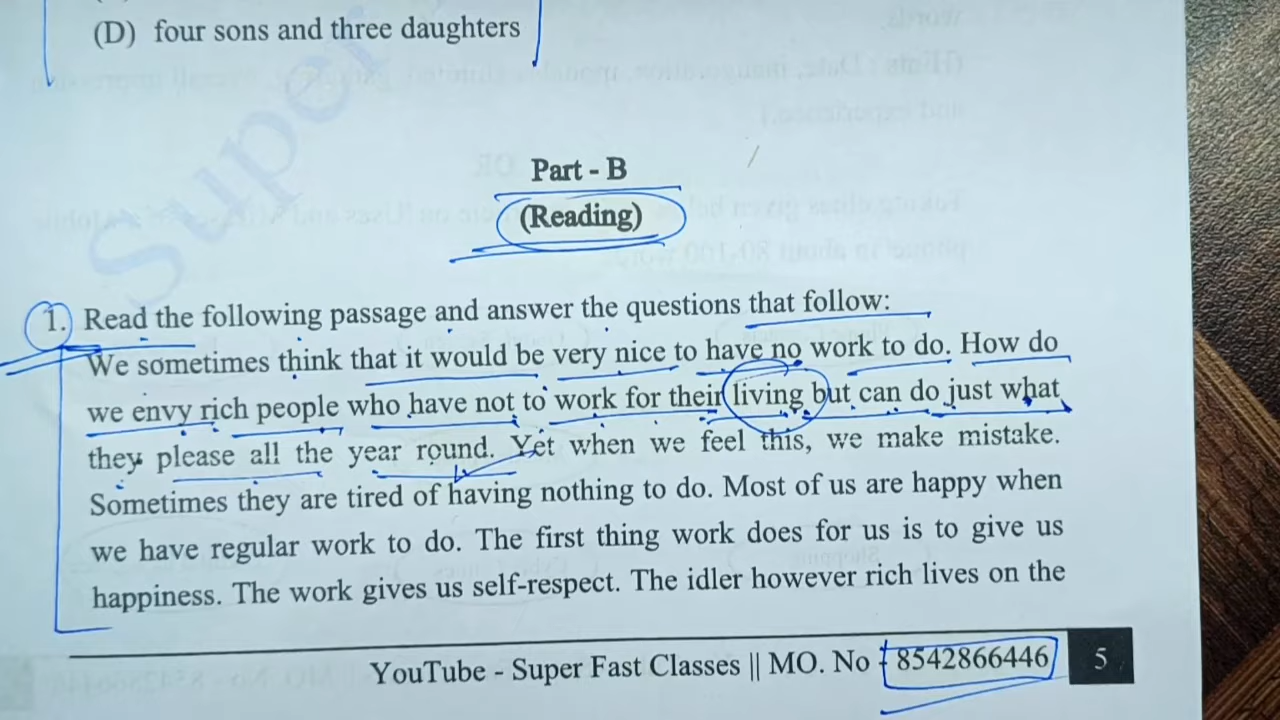 (D) four sons and three daughters
Super
Part - B
(Reading)
1. Read the following passage and answer the questions that follow:
We sometimes think that it would be very nice to have no work to do. How do
we envy rich people who have not to work for their living but can do just what
they please all the year round. Yet when we feel this, we make mistake.
Sometimes they are tired of having nothing to do. Most of us are happy when
we have regular work to do. The first thing work does for us is to give us
happiness. The work gives us self-respect. The idler however rich lives on the
YouTube - Super Fast Classes || MO. No - 8542866446 5